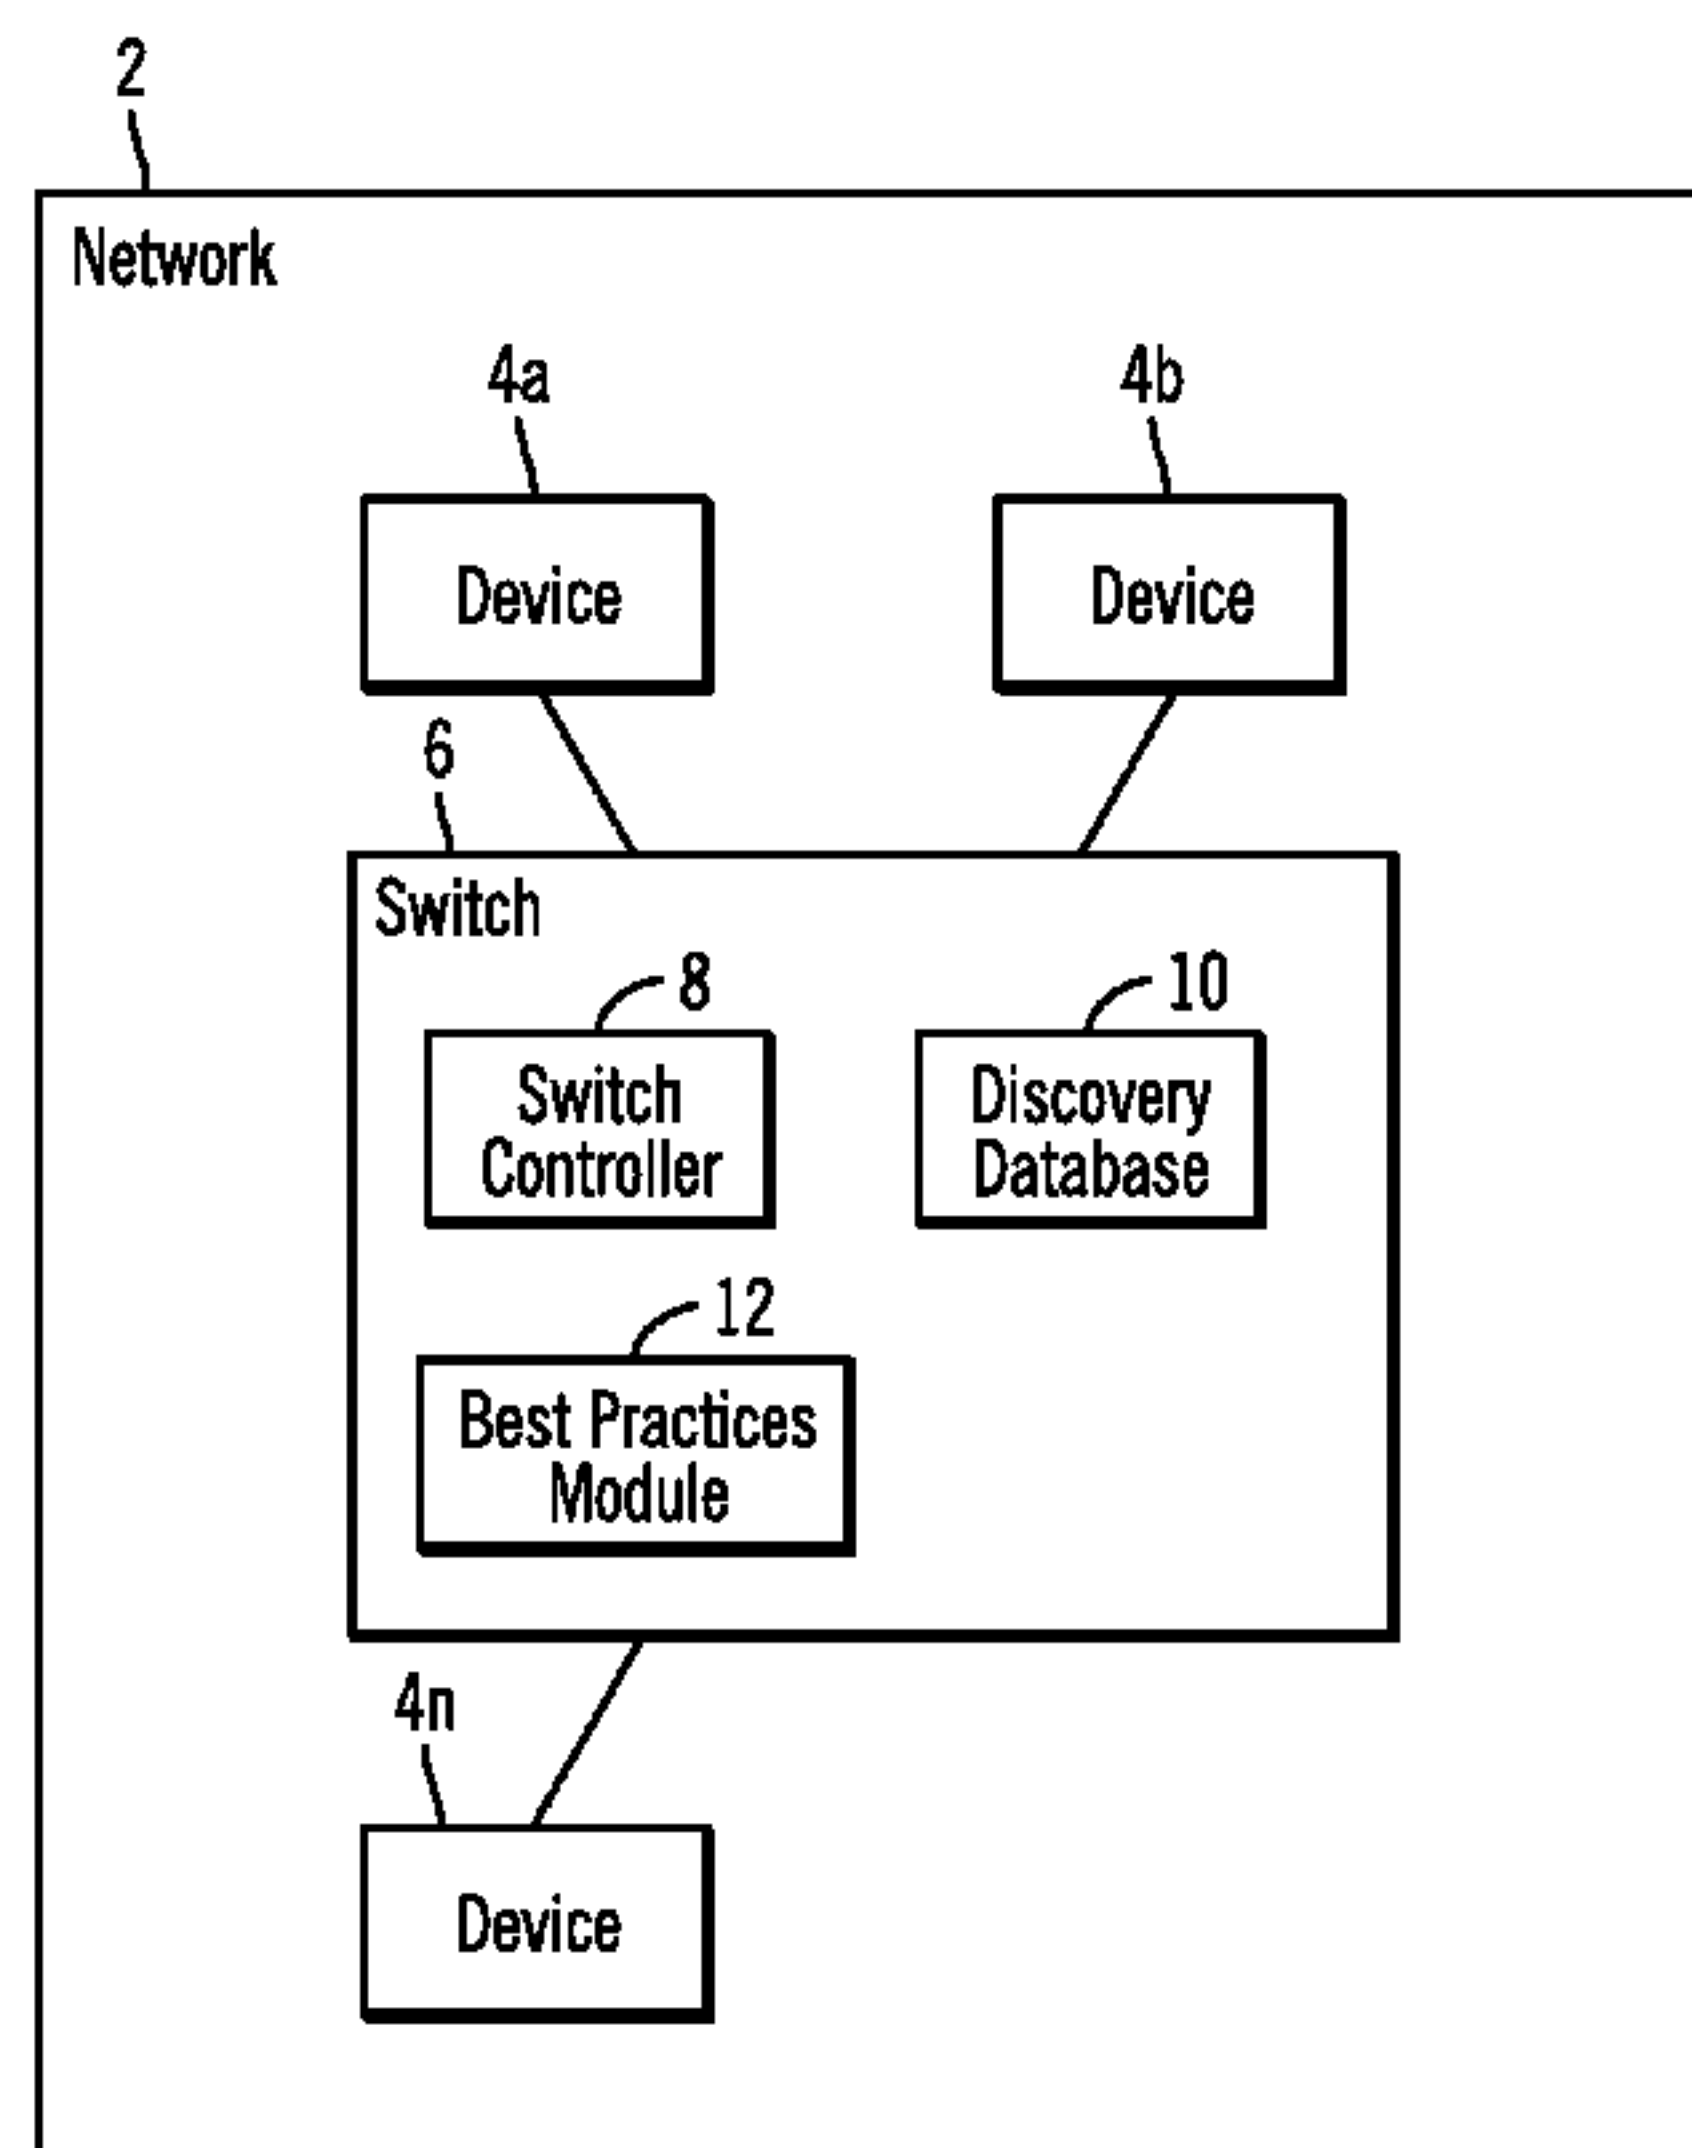 2
Network
4a
4b
Device
Device
6
Switch
8
10
Switch
Controller
Discovery
Database
12
Best Practices
Module
4n
Device